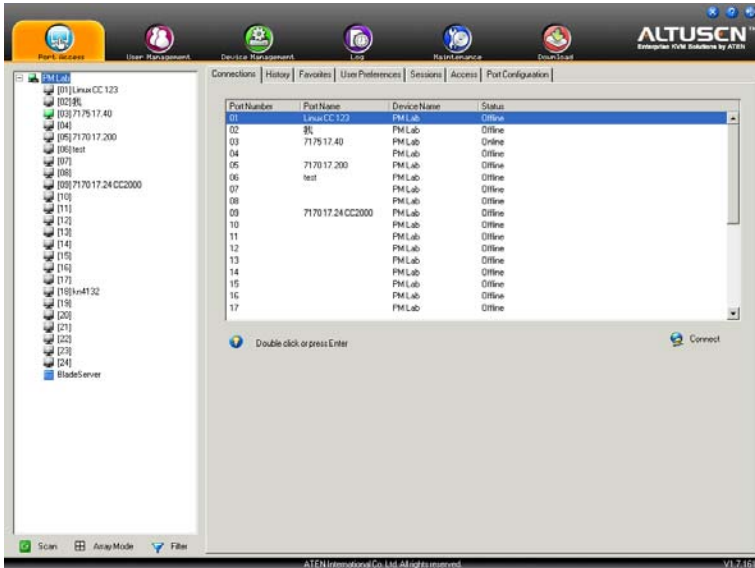 Port Access User Management Device Management Log Maintenance Download
ALTUSEN™
Enterprise KVM Solutions by ATEN
Connections History Favorites User Preferences Sessions Access Port Configuration
PM Lab
[01]Linux CC 123
[02]我
[03]7175 17.40
[04]
[05]7170 17.200
[06]test
[07]
[08]
[09]7170 17.24 CC2000
[10]
[11]
[12]
[13]
[14]
[15]
[16]
[17]
[18]kn4132
[19]
[20]
[21]
[22]
[23]
[24]
BladeServer
Port Number Port Name Device Name Status
01 Linux CC 123 PM Lab Offline
02 我 PM Lab Offline
03 7175 17.40 PM Lab Online
04 PM Lab Offline
05 7170 17.200 PM Lab Offline
06 test PM Lab Offline
07 PM Lab Offline
08 PM Lab Offline
09 7170 17.24 CC2000 PM Lab Offline
10 PM Lab Offline
11 PM Lab Offline
12 PM Lab Offline
13 PM Lab Offline
14 PM Lab Offline
15 PM Lab Offline
16 PM Lab Offline
17 PM Lab Offline
Double click or press Enter
Connect
Scan Array Mode Filter
ATEN International Co. Ltd. All rights reserved.